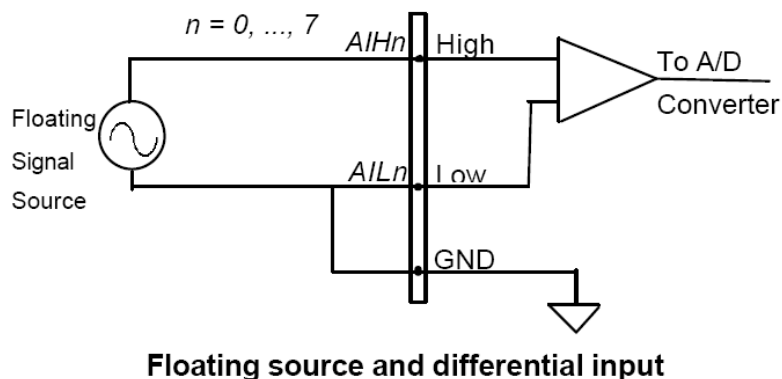 n = 0, ..., 7
AIHn
High
To A/D
Converter
Floating
Signal
Source
AILn
Low
GND
Floating source and differential input